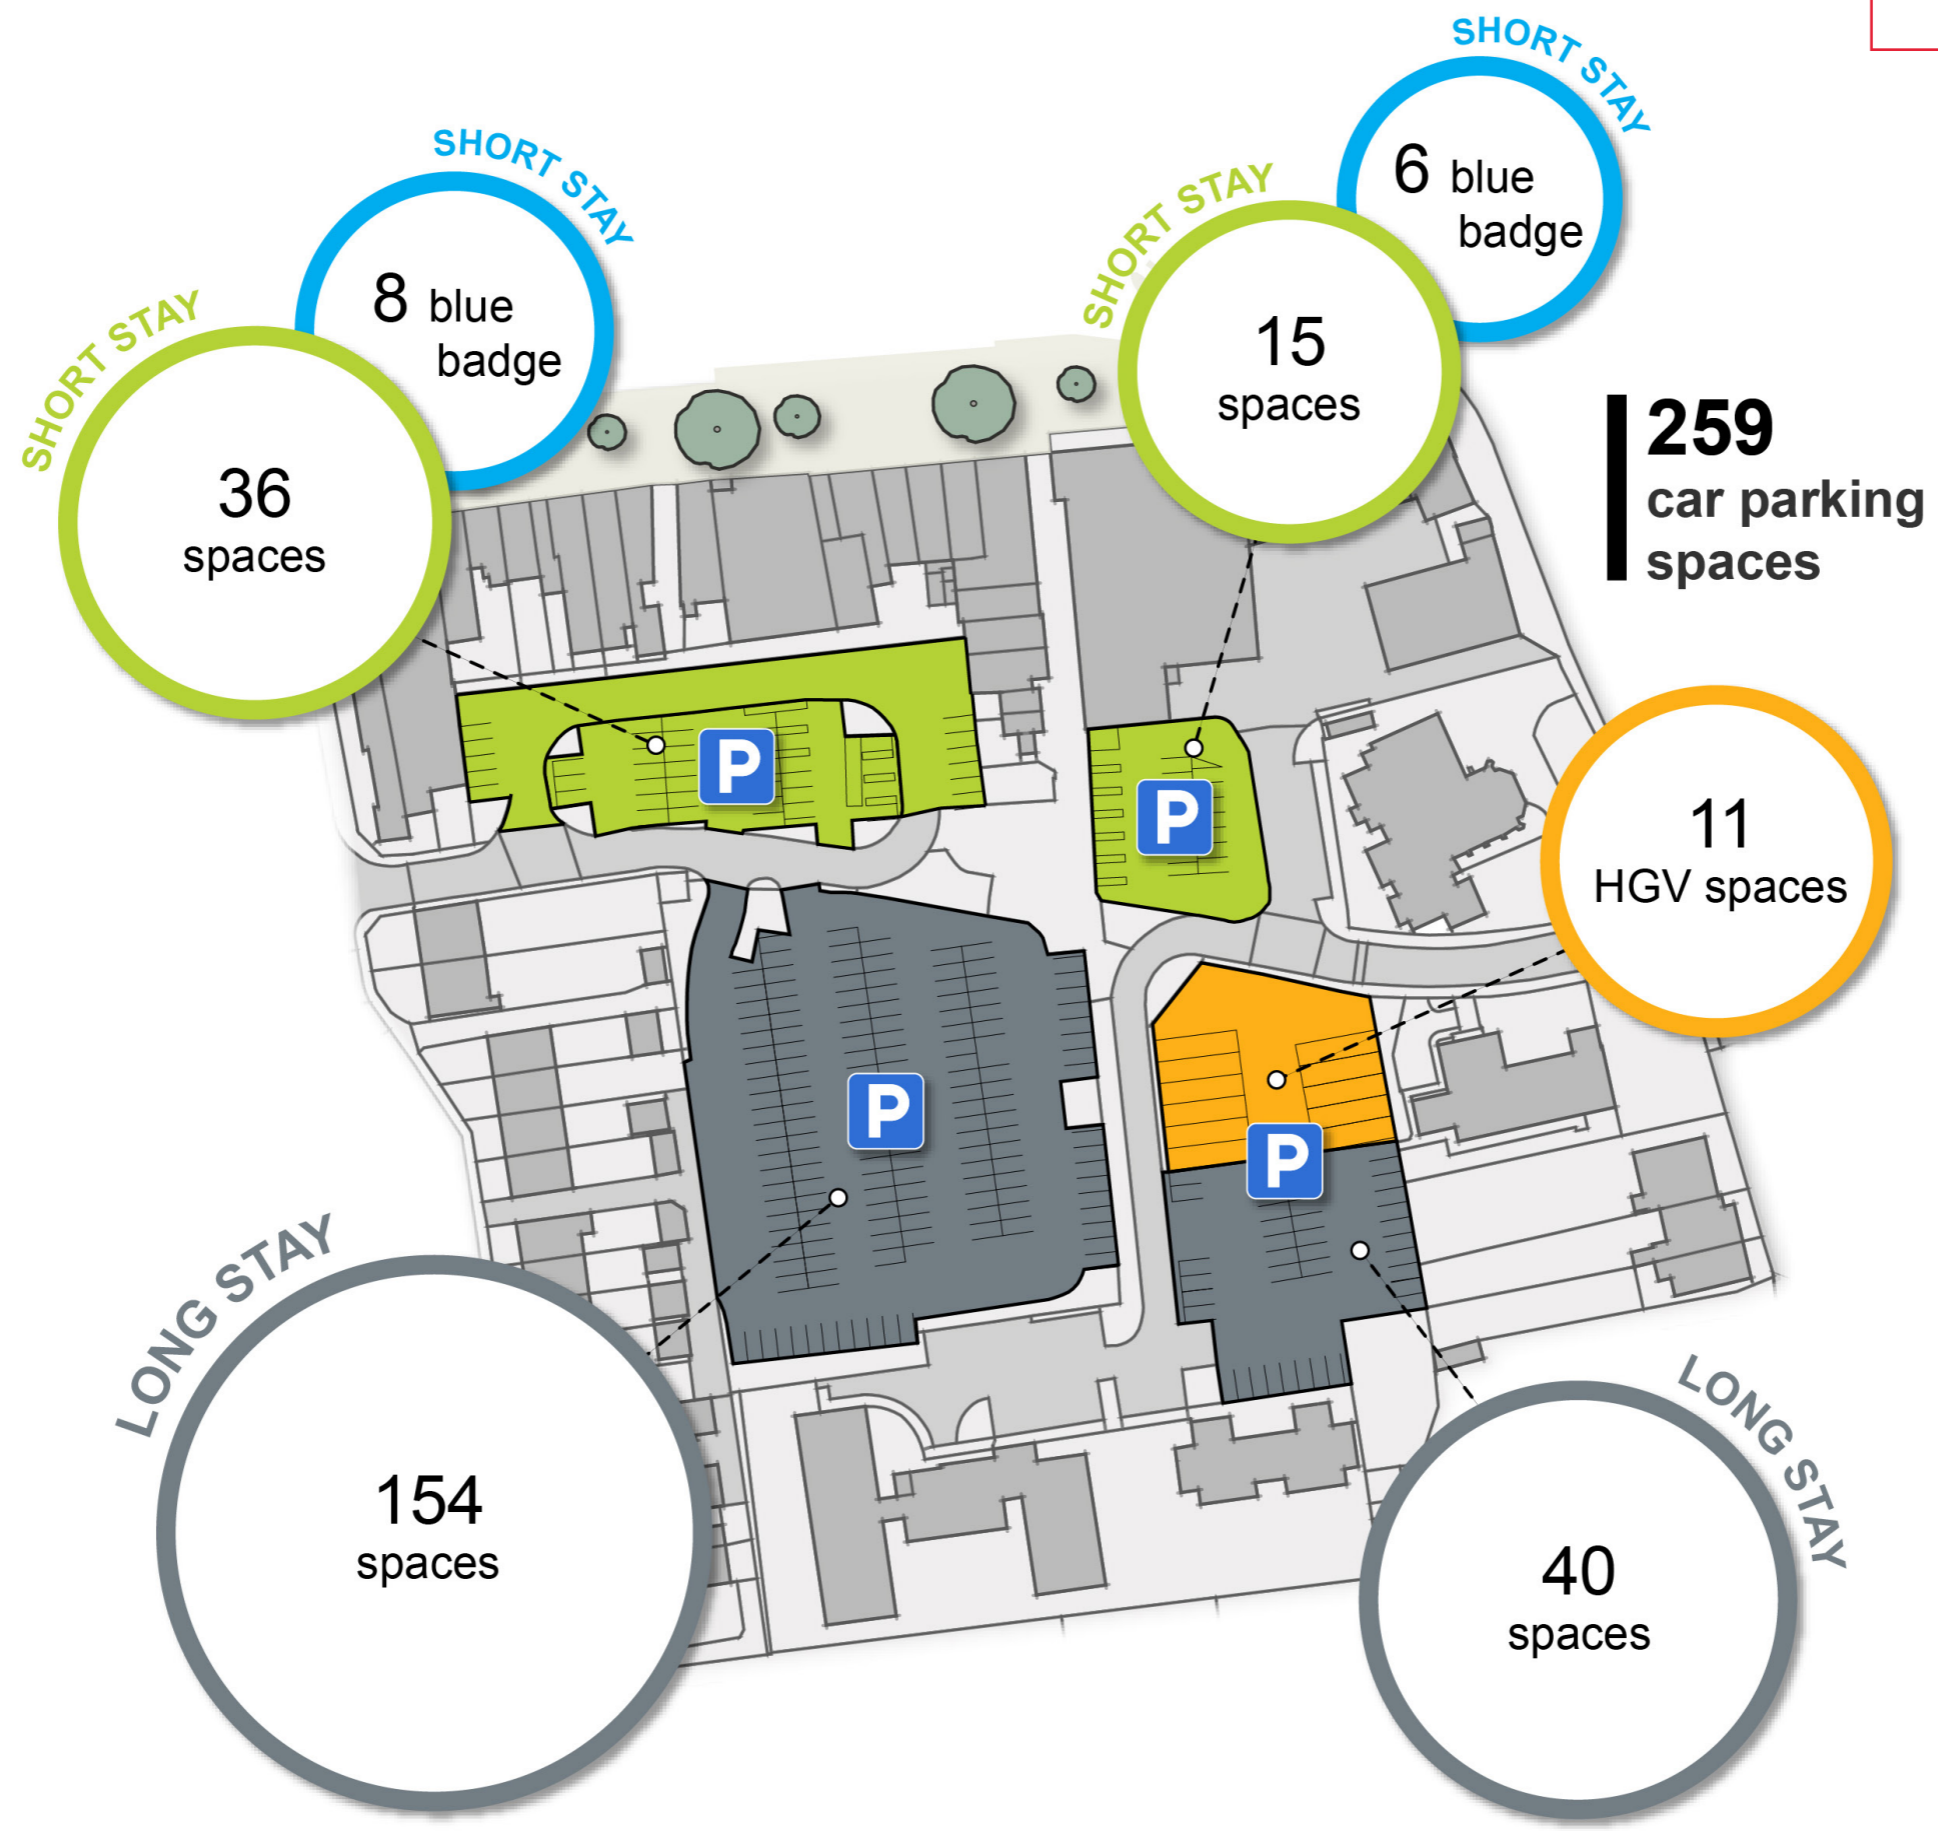 SHORT STAY
6 blue
badge
SHORT STAY
8 blue
badge
SHORT STAY
15
spaces
SHORT STAY
36
spaces
259
car parking
spaces
P
P
11
HGV spaces
P
P
LONG STAY
154
spaces
LONG STAY
40
spaces